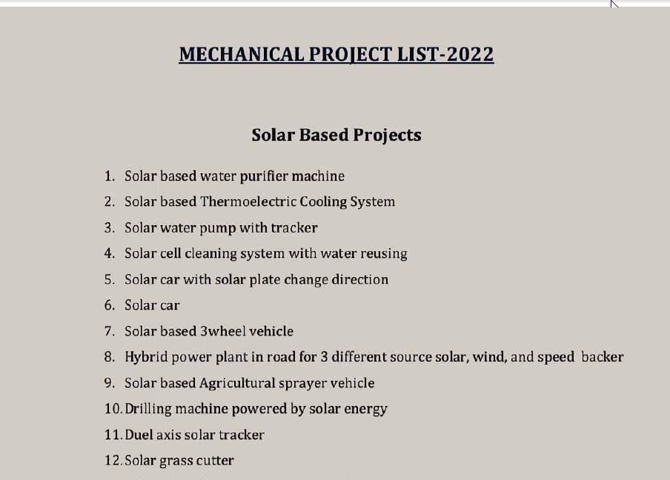 MECHANICAL PROJECT LIST-2022
Solar Based Projects
1. Solar based water purifier machine
2. Solar based Thermoelectric Cooling System
3. Solar water pump with tracker
4. Solar cell cleaning system with water reusing
5. Solar car with solar plate change direction
6. Solar car
7. Solar based 3wheel vehicle
8. Hybrid power plant in road for 3 different source solar, wind, and speed backer
9. Solar based Agricultural sprayer vehicle
10. Drilling machine powered by solar energy
11. Duel axis solar tracker
12. Solar grass cutter